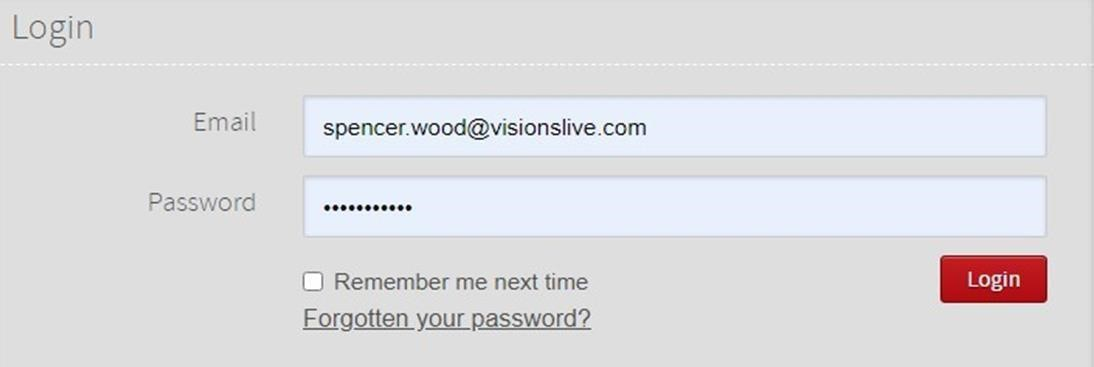 Login
Email
spencer.wood@visionslive.com
Password
•••••••••••
Remember me next time
Login
Forgotten your password?